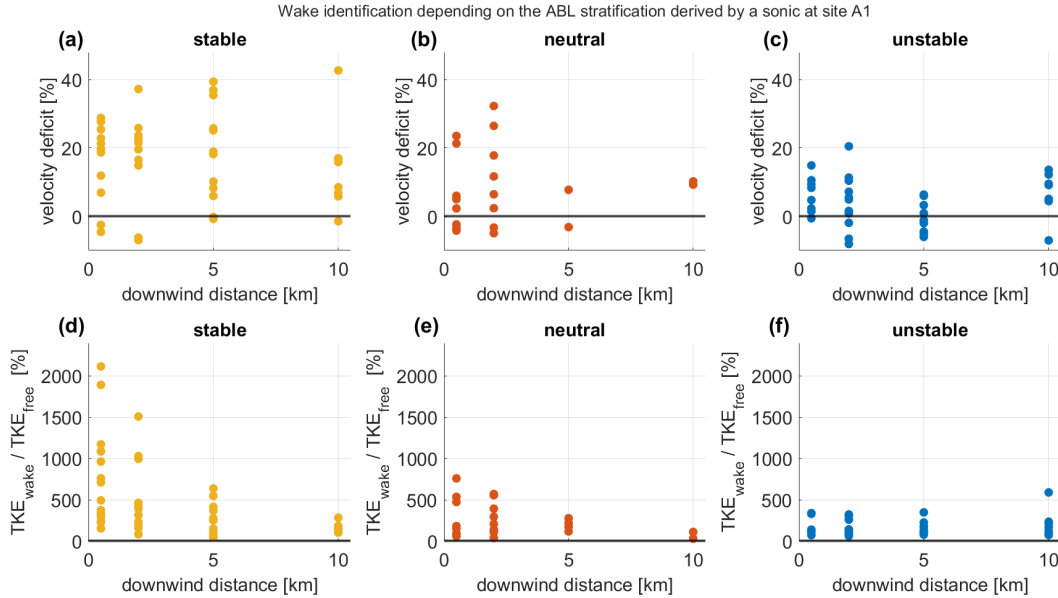 Wake identification depending on the ABL stratification derived by a sonic at site A1
(a) stable
velocity deficit [%]
40
20
0
0 5 10
downwind distance [km]
(b) neutral
velocity deficit [%]
40
20
0
0 5 10
downwind distance [km]
(c) unstable
velocity deficit [%]
40
20
0
0 5 10
downwind distance [km]
(d) stable
TKEwake / TKEfree [%]
2000
1500
1000
500
0
0 5 10
downwind distance [km]
(e) neutral
TKEwake / TKEfree [%]
2000
1500
1000
500
0
0 5 10
downwind distance [km]
(f) unstable
TKEwake / TKEfree [%]
2000
1500
1000
500
0
0 5 10
downwind distance [km]